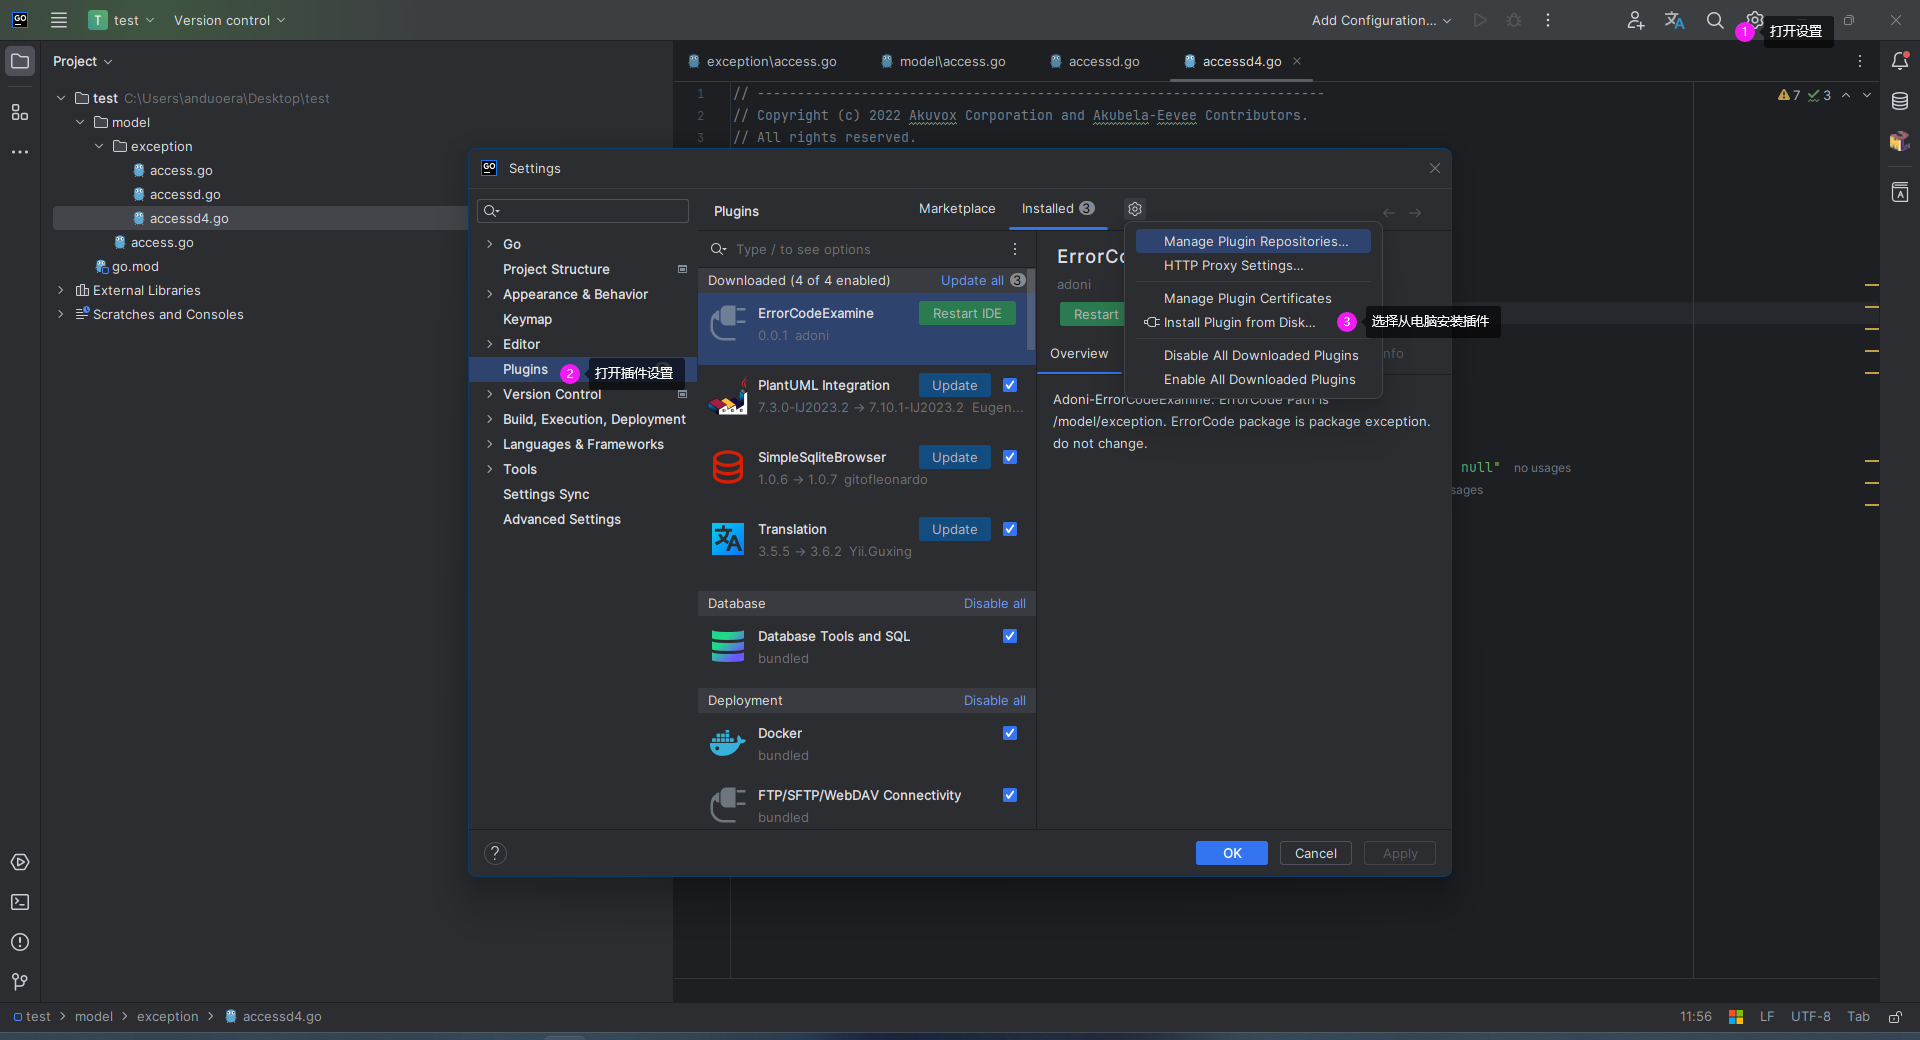 GO
T test
Version control
Add Configuration...
1 打开设置
Project
exception\access.go
model\access.go
accessd.go
accessd4.go
test C:\Users\anduoera\Desktop\test
model
exception
access.go
accessd.go
accessd4.go
access.go
go.mod
External Libraries
Scratches and Consoles
1 // -----------------------------------------------------------------------
2 // Copyright (c) 2022 Akuvox Corporation and Akubela-Eevee Contributors.
3 // All rights reserved.
7 3
null" no usages
sages
GO Settings
Go
Project Structure
Appearance & Behavior
Keymap
Editor
Plugins
2 打开插件设置
Version Control
Build, Execution, Deployment
Languages & Frameworks
Tools
Settings Sync
Advanced Settings
Plugins
Marketplace
Installed 3
Type / to see options
Downloaded (4 of 4 enabled) Update all 3
ErrorCodeExamine Restart IDE
0.0.1 adoni
PlantUML Integration Update
7.3.0-IJ2023.2 → 7.10.1-IJ2023.2 Eugen...
SimpleSqliteBrowser Update
1.0.6 → 1.0.7 gitofleonardo
Translation Update
3.5.5 → 3.6.2 Yii.Guxing
Database Disable all
Database Tools and SQL
bundled
Deployment Disable all
Docker
bundled
FTP/SFTP/WebDAV Connectivity
bundled
ErrorCo
adoni
Restart
Overview
nfo
Adoni-ErrorCodeExamine. ErrorCode Path is
/model/exception. ErrorCode package is package exception.
do not change.
Manage Plugin Repositories...
HTTP Proxy Settings...
Manage Plugin Certificates
Install Plugin from Disk...
3 选择从电脑安装插件
Disable All Downloaded Plugins
Enable All Downloaded Plugins
?
OK
Cancel
Apply
test > model > exception > accessd4.go
11:56 LF UTF-8 Tab